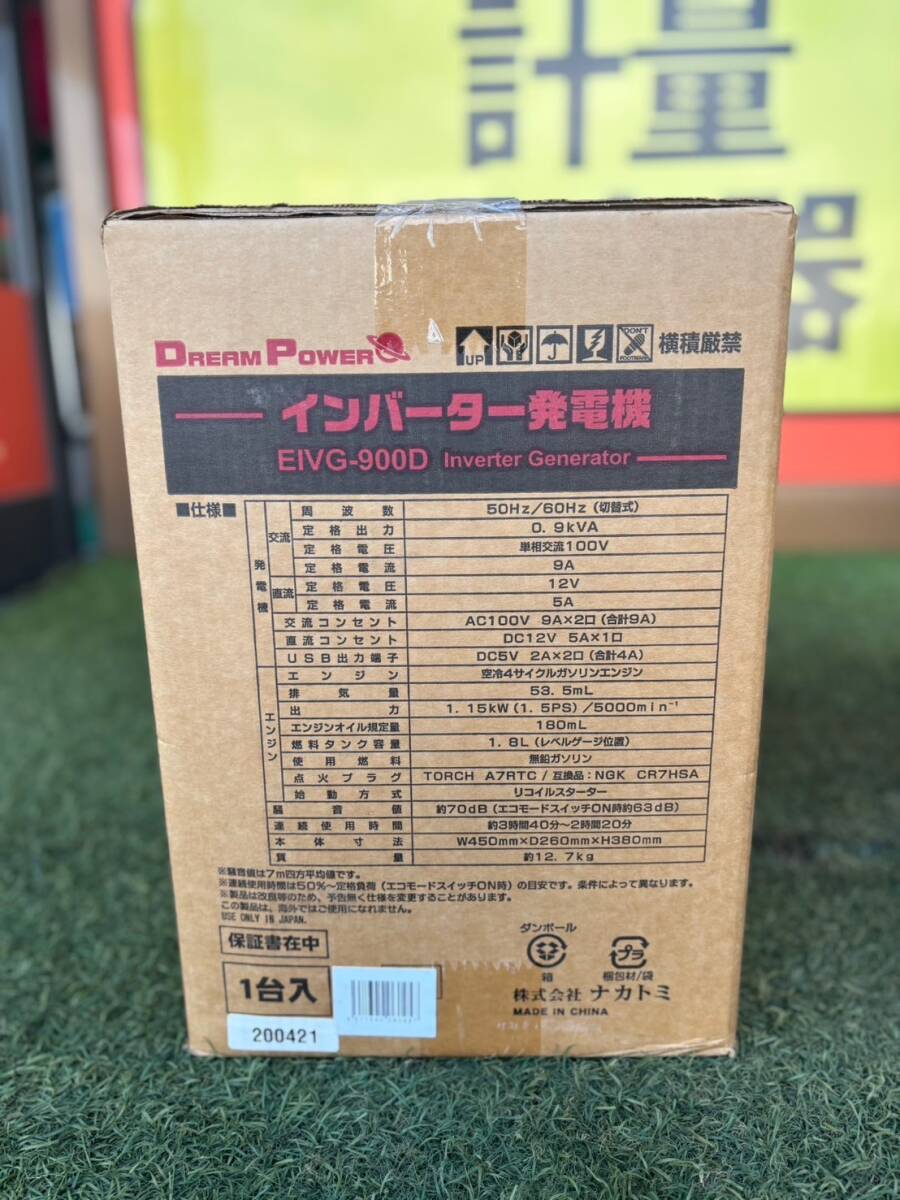 計量
器
DREAM POWER
UP
DON'T
FOOTMARK
横積厳禁
インバーター発電機
EIVG-900D Inverter Generator
■仕様■
発電機
交流
周波数 50Hz/60Hz(切替式)
定格出力 0.9kVA
定格電圧 単相交流100V
定格電流 9A
直流
定格電圧 12V
定格電流 5A
交流コンセント AC100V 9A×2口(合計9A)
直流コンセント DC12V 5A×1口
USB出力端子 DC5V 2A×2口(合計4A)
エンジン
エンジン 空冷4サイクルガソリンエンジン
排気量 53.5mL
出力 1.15kW(1.5PS)/5000min⁻¹
エンジンオイル規定量 180mL
燃料タンク容量 1.8L(レベルゲージ位置)
使用燃料 無鉛ガソリン
点火プラグ TORCH A7RTC/互換品:NGK CR7HSA
始動方式 リコイルスターター
騒音値 約70dB(エコモードスイッチON時約63dB)
連続使用時間 約3時間40分~2時間20分
本体寸法 W450mm×D260mm×H380mm
質量 約12.7kg
※騒音値は7m四方平均値です。
※連続使用時間は50%~定格負荷(エコモードスイッチON時)の目安です。条件によって異なります。
※製品は改良等のため、予告無く仕様を変更することがあります。
この製品は、海外ではご使用になれません。
USE ONLY IN JAPAN.
保証書在中
1台入
200421
ダンボール
箱
プラ
梱包材/袋
株式会社 ナカトミ
MADE IN CHINA